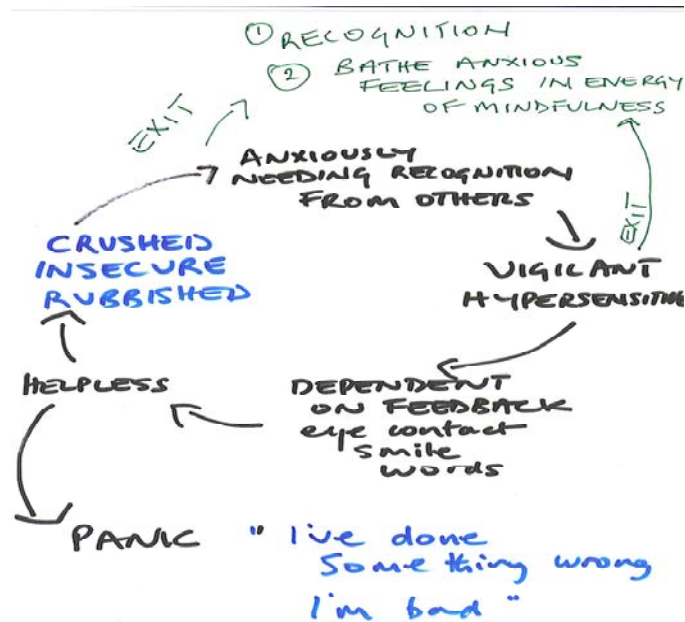 ① RECOGNITION
② BATHE ANXIOUS
FEELINGS IN ENERGY
OF MINDFULNESS
EXIT
ANXIOUSLY
NEEDING RECOGNITION
FROM OTHERS
EXIT
CRUSHED
INSECURE
RUBBISHED
VIGILANT
HYPERSENSITIVE
HELPLESS
DEPENDENT
ON FEEDBACK
eye contact
smile
words
PANIC "I've done
something wrong
I'm bad"